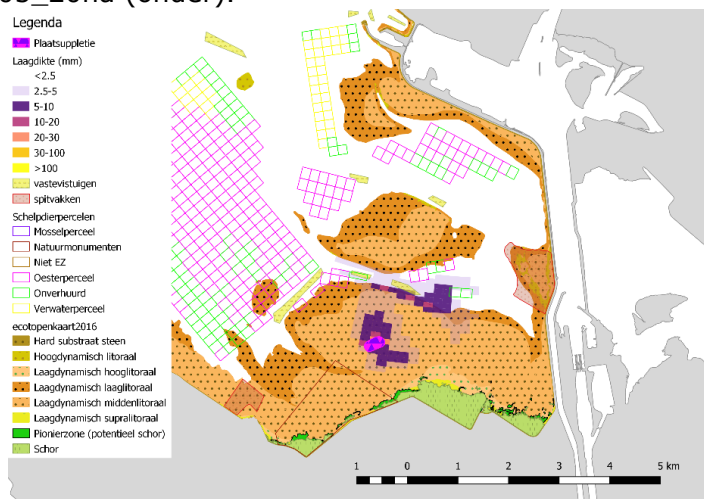 05_zona (onder).
Legenda
Plaatsuppletie
Laagdikte (mm)
<2.5
2.5-5
5-10
10-20
20-30
30-100
>100
vastevistuigen
spitvakken
Schelpdierpercelen
Mosselperceel
Natuurmonumenten
Niet EZ
Oesterperceel
Onverhuurd
Verwaterperceel
ecotopenkaart2016
Hard substraat steen
Hoogdynamisch litoraal
Laagdynamisch hooglitoraal
Laagdynamisch laaglitoraal
Laagdynamisch middenlitoraal
Laagdynamisch supralitoraal
Pionierzone (potentieel schor)
Schor
1 0 1 2 3 4 5 km